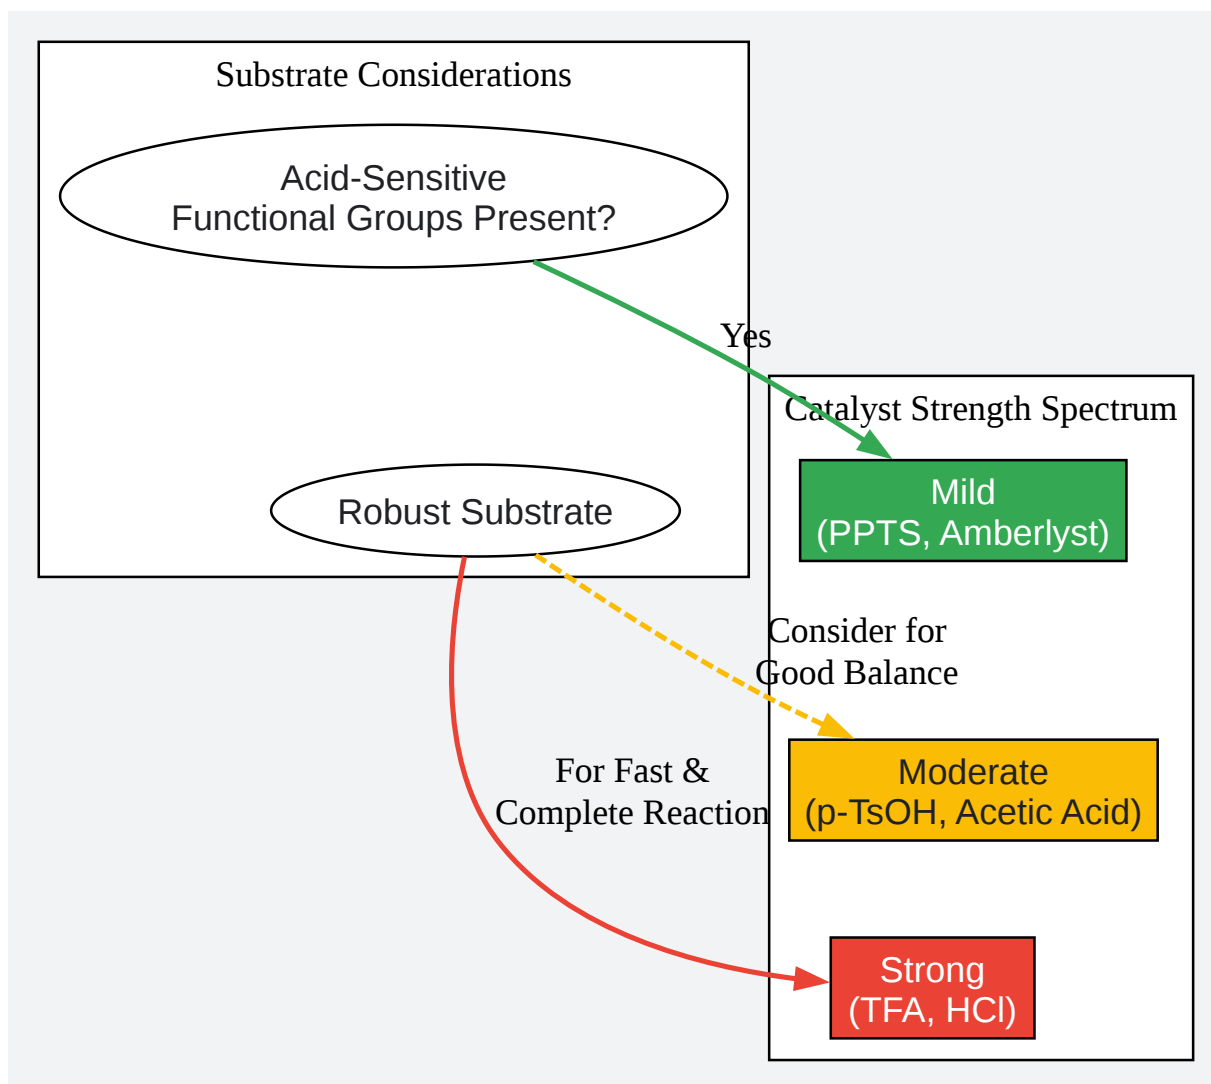 Substrate Considerations
Acid-Sensitive
Functional Groups Present?
Yes
Catalyst Strength Spectrum
Mild
(PPTS, Amberlyst)
Robust Substrate
Consider for
Good Balance
For Fast &
Complete Reaction
Moderate
(p-TsOH, Acetic Acid)
Strong
(TFA, HCl)